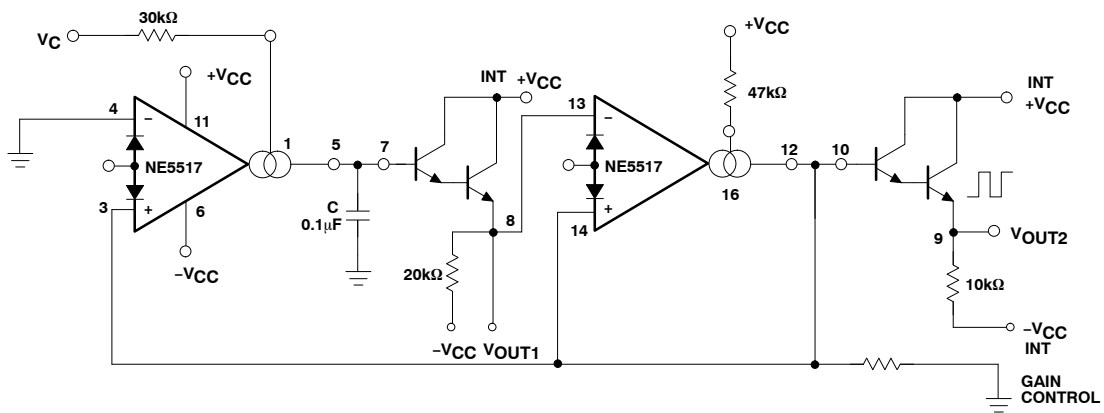 30kΩ
VC
+VCC
4
−
11
NE5517
1
3
+
6
−VCC
5
7
C
0.1μF
INT
+VCC
8
20kΩ
−VCC
VOUT1
13
−
NE5517
+
14
+VCC
47kΩ
16
12
10
INT
+VCC
9
VOUT2
10kΩ
−VCC
INT
GAIN
CONTROL